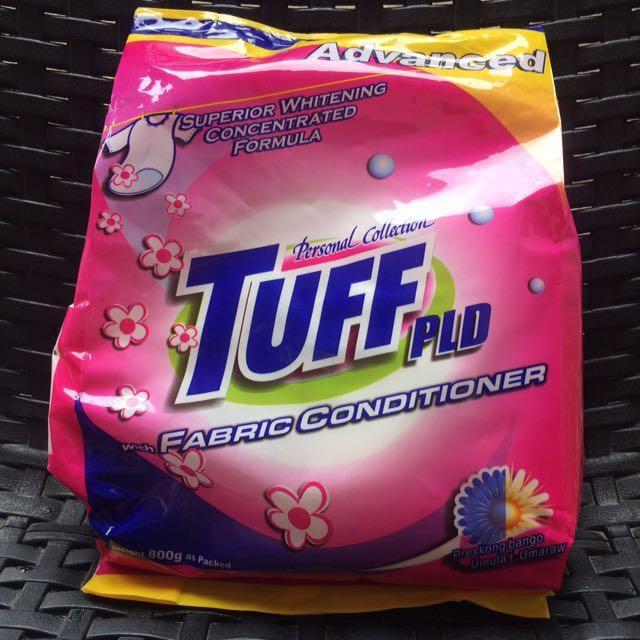 Advanced
SUPERIOR WHITENING
CONCENTRATED
FORMULA
Personal Collection
TUFF PLD
with FABRIC CONDITIONER
Preskong bango
Umula't Umaraw
800g as Packed